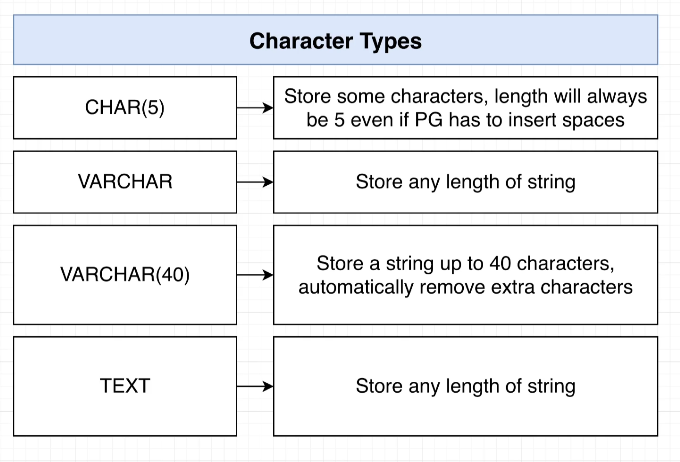 Character Types
CHAR(5)
Store some characters, length will always
be 5 even if PG has to insert spaces
VARCHAR
Store any length of string
VARCHAR(40)
Store a string up to 40 characters,
automatically remove extra characters
TEXT
Store any length of string